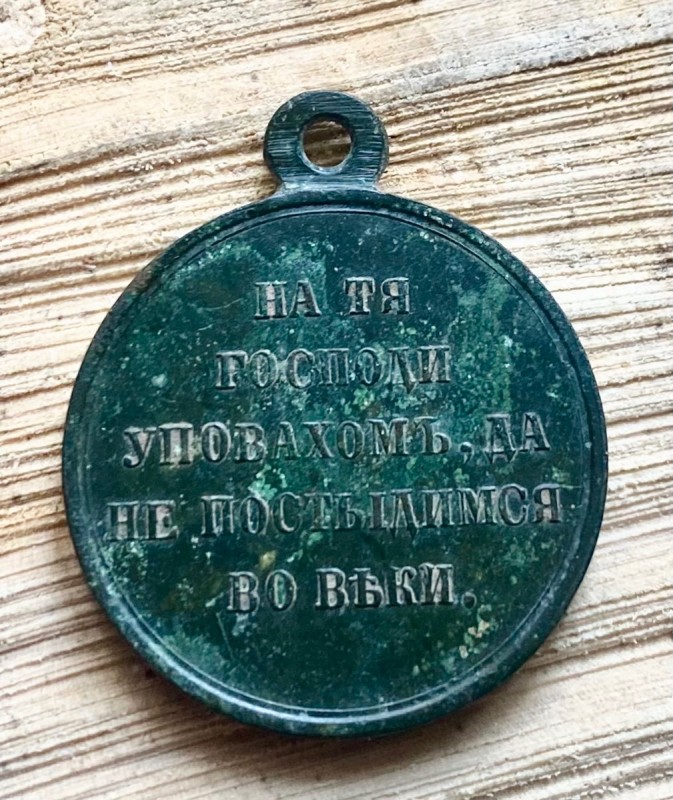 НА ТЯ
ГОСПОДИ
УПОВАХОМЪ, ДА
НЕ ПОСТЫДИМСЯ
ВО ВѢКИ.